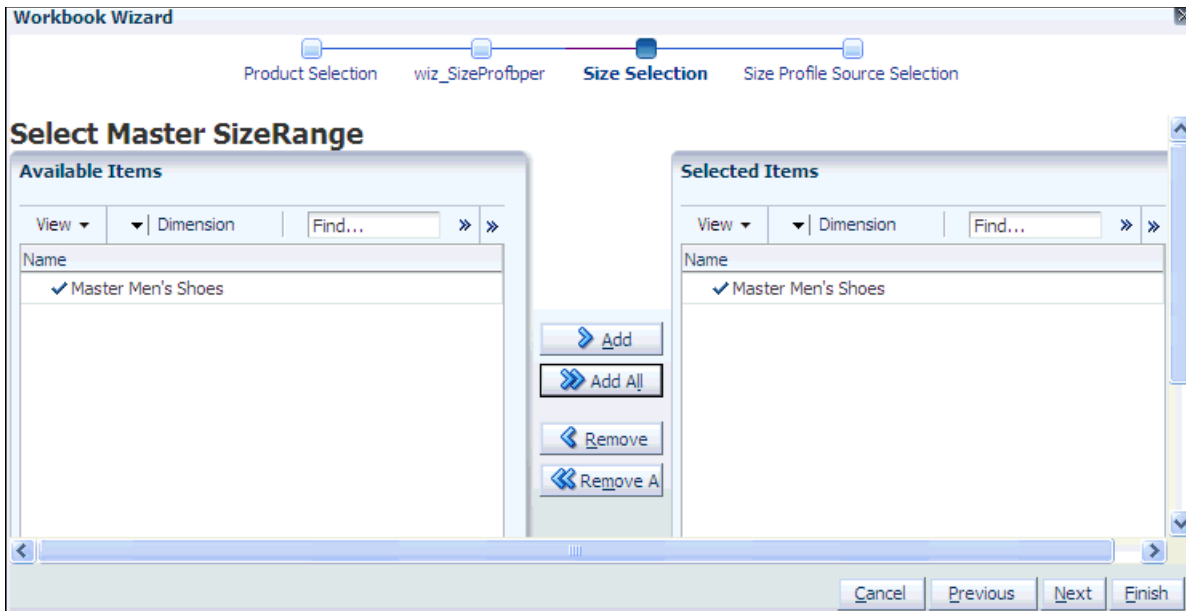 Workbook Wizard
Product Selection wiz_SizeProfbper Size Selection Size Profile Source Selection
Select Master SizeRange
Available Items
View Dimension Find...
Name
Master Men's Shoes
Add
Add All
Remove
Remove A
Selected Items
View Dimension Find...
Name
Master Men's Shoes
Cancel Previous Next Finish